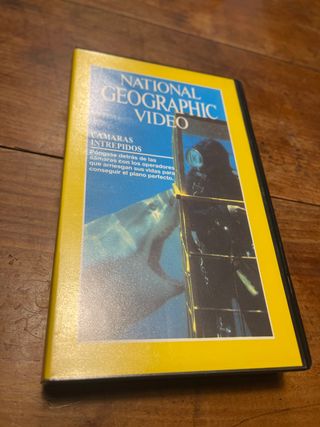 NATIONAL
GEOGRAPHIC
VIDEO
CAMARAS
INTREPIDOS
Póngase detrás de las
cámaras con los operadores
que arriesgan sus vidas para
conseguir el plano perfecto.